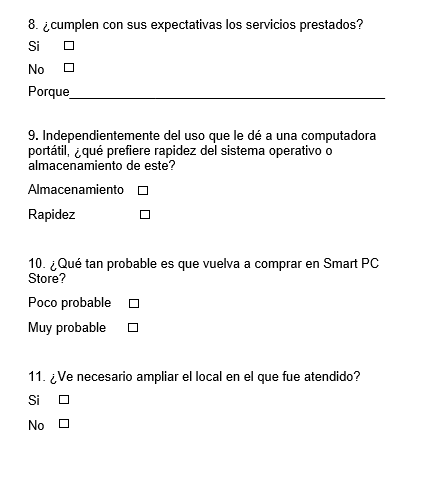 8. ¿cumplen con sus expectativas los servicios prestados?
Si ☐
No ☐
Porque____________________________________________
9. Independientemente del uso que le dé a una computadora
portátil, ¿qué prefiere rapidez del sistema operativo o
almacenamiento de este?
Almacenamiento ☐
Rapidez ☐
10. ¿Qué tan probable es que vuelva a comprar en Smart PC
Store?
Poco probable ☐
Muy probable ☐
11. ¿Ve necesario ampliar el local en el que fue atendido?
Si ☐
No ☐